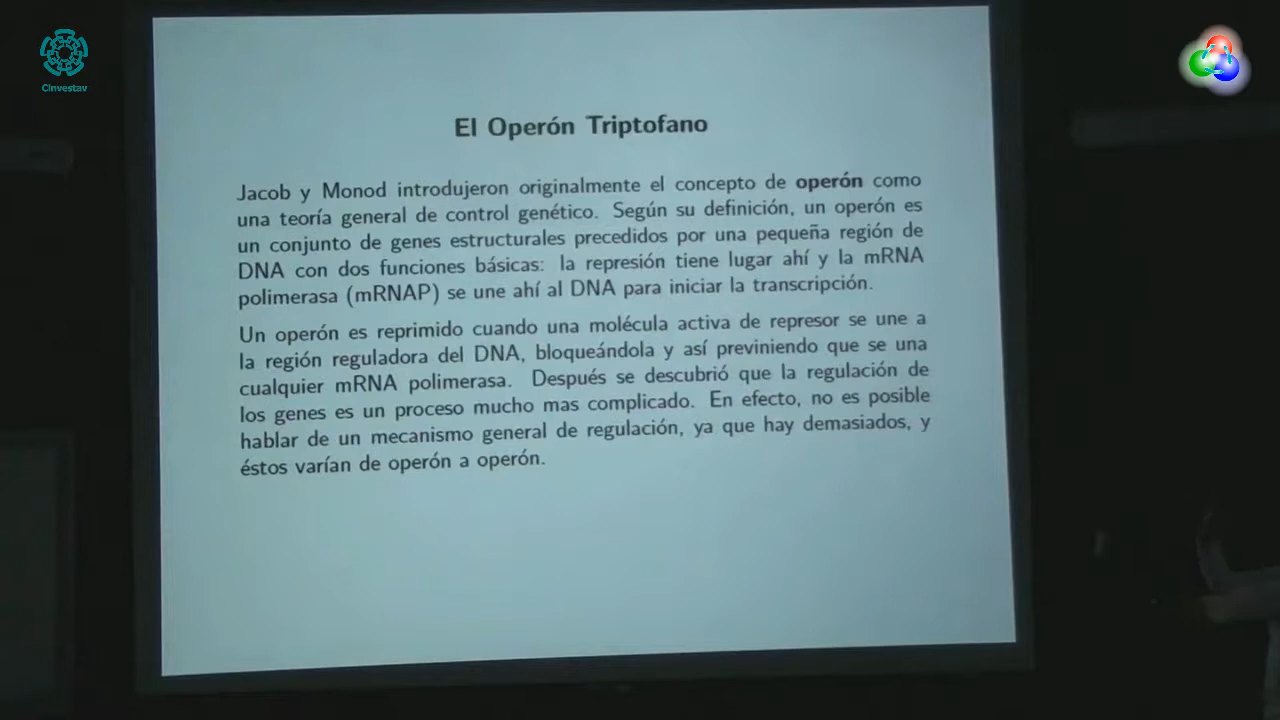 Cinvestav
El Operón Triptofano
Jacob y Monod introdujeron originalmente el concepto de operón como
una teoría general de control genético. Según su definición, un operón es
un conjunto de genes estructurales precedidos por una pequeña región de
DNA con dos funciones básicas: la represión tiene lugar ahí y la mRNA
polimerasa (mRNAP) se une ahí al DNA para iniciar la transcripción.
Un operón es reprimido cuando una molécula activa de represor se une a
la región reguladora del DNA, bloqueándola y así previniendo que se una
cualquier mRNA polimerasa. Después se descubrió que la regulación de
los genes es un proceso mucho mas complicado. En efecto, no es posible
hablar de un mecanismo general de regulación, ya que hay demasiados, y
éstos varían de operón a operón.